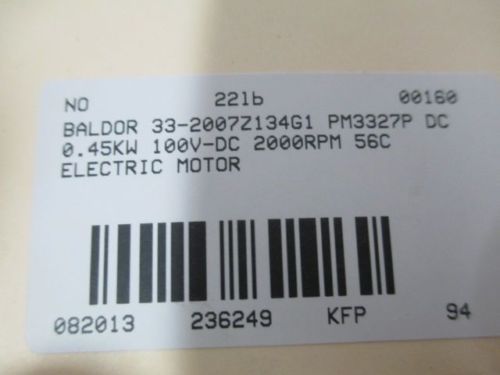 NO 22lb 00160
BALDOR 33-2007Z134G1 PM3327P DC
0.45KW 100V-DC 2000RPM 56C
ELECTRIC MOTOR
082013 236249 KFP 94